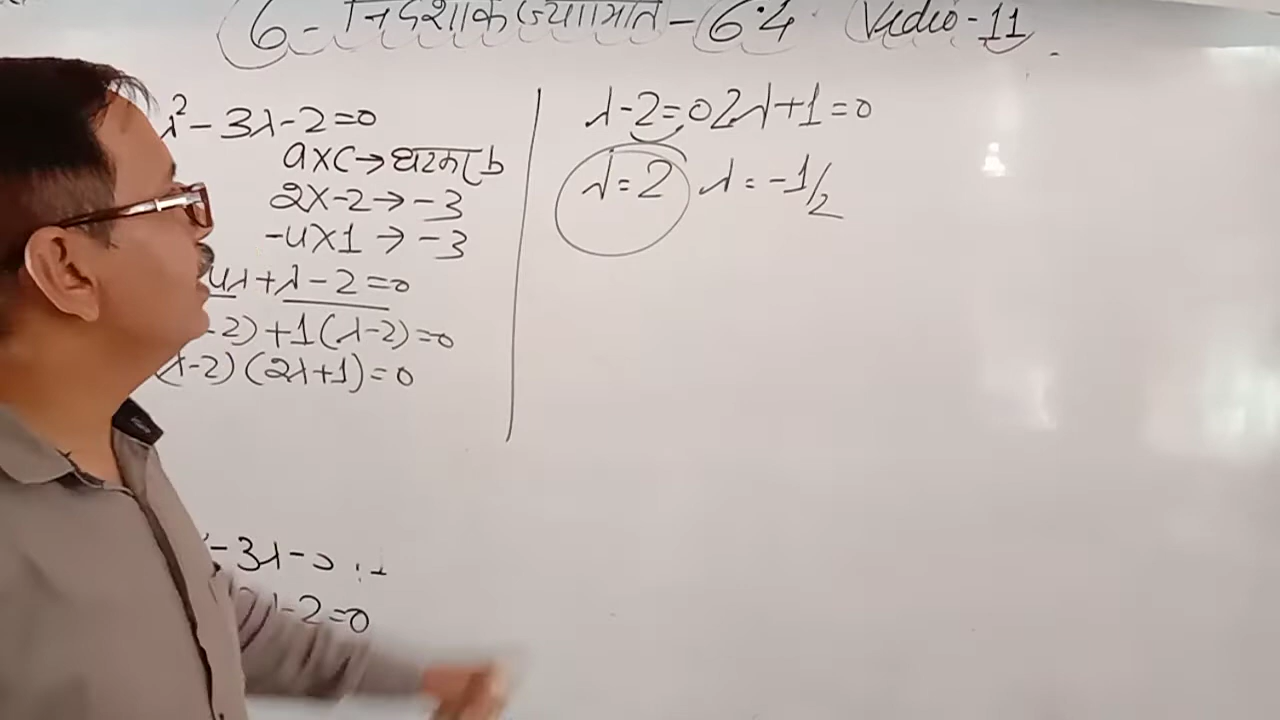 6- निर्देशांक ज्यामिति - 6.4 Vedio - 11
λ² - 3λ - 2 = 0
a×c → घटक b
2×-2 → -3
-4×1 → -3
4λ + λ - 2 = 0
-2) + 1(λ-2) = 0
(λ-2) (2λ+1) = 0
- 3λ -
- 2 = 0
λ-2=0 2λ+1=0
λ=2 λ = -1/2